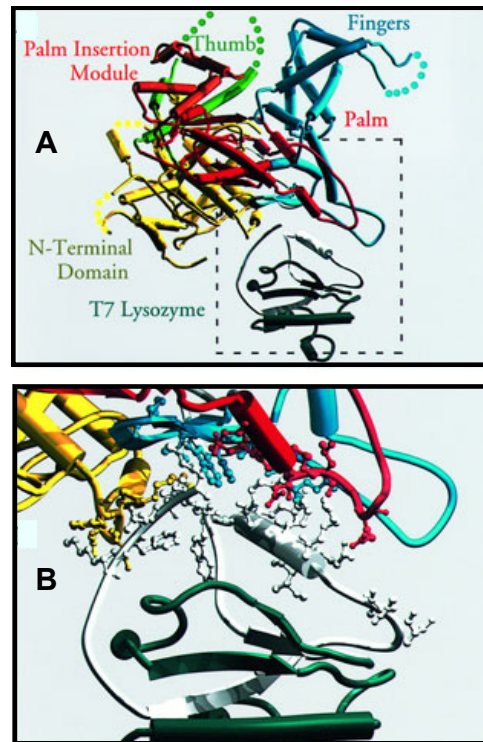 Palm Insertion
Module
Thumb
Fingers
A
Palm
N-Terminal
Domain
T7 Lysozyme
B